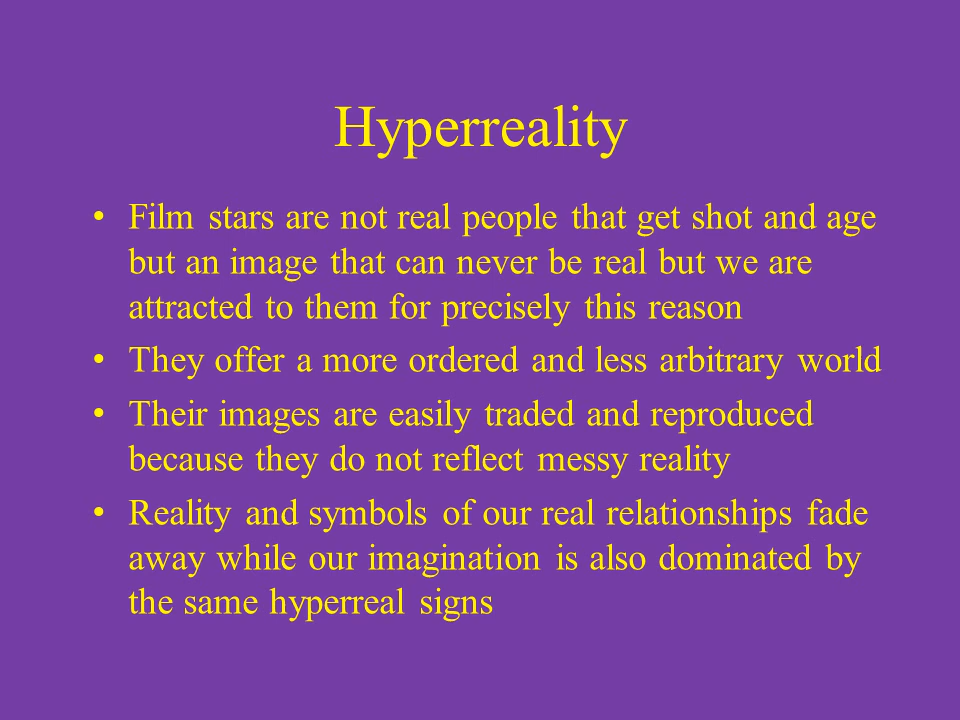 Hyperreality
• Film stars are not real people that get shot and age
but an image that can never be real but we are
attracted to them for precisely this reason
• They offer a more ordered and less arbitrary world
• Their images are easily traded and reproduced
because they do not reflect messy reality
• Reality and symbols of our real relationships fade
away while our imagination is also dominated by
the same hyperreal signs